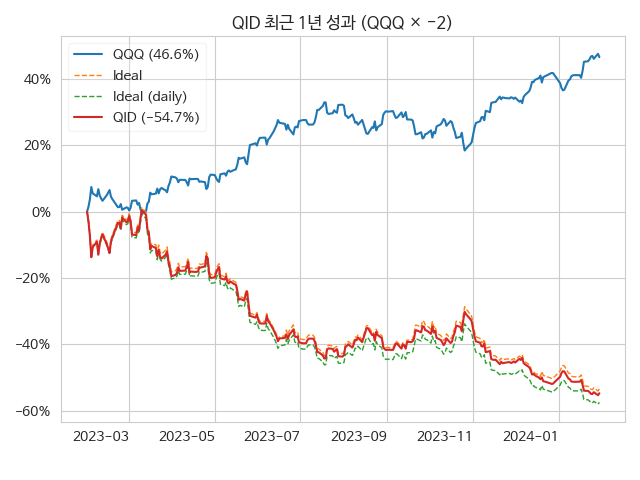 QID 최근 1년 성과 (QQQ × −2)
QQQ (46.6%)
Ideal
Ideal (daily)
QID (−54.7%)
40%
20%
0%
−20%
−40%
−60%
2023−03 2023−05 2023−07 2023−09 2023−11 2024−01